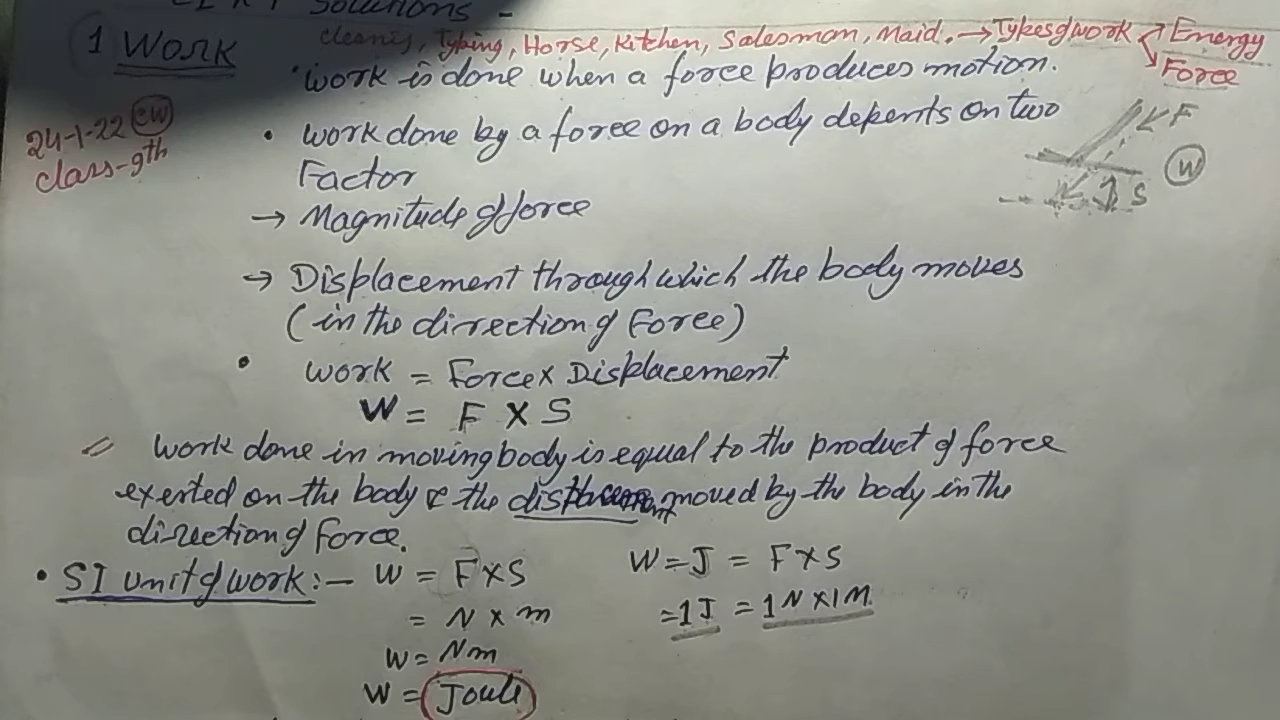 Solutions -
1 Work
Cleanig, Typing, Horse, Kitchen, Salesman, Maid. → Types of work Energy
Force
• work is done when a force produces motion.
24-1-22 CW
class-9th
• work done by a force on a body depents on two
Factor
→ Magnitude of force
F
W
S
→ Displacement through which the body moves
(in the dirrection of Force)
• work = Force x Displacement
W = F X S
work done in moving body is equal to the product of force
exerted on the body & the displacement moved by the body in the
direction of Force.
• SI unit of work :- W = F x S
= N x m
W = Nm
W = Joule
W = J = F x S
= 1J = 1N x 1M